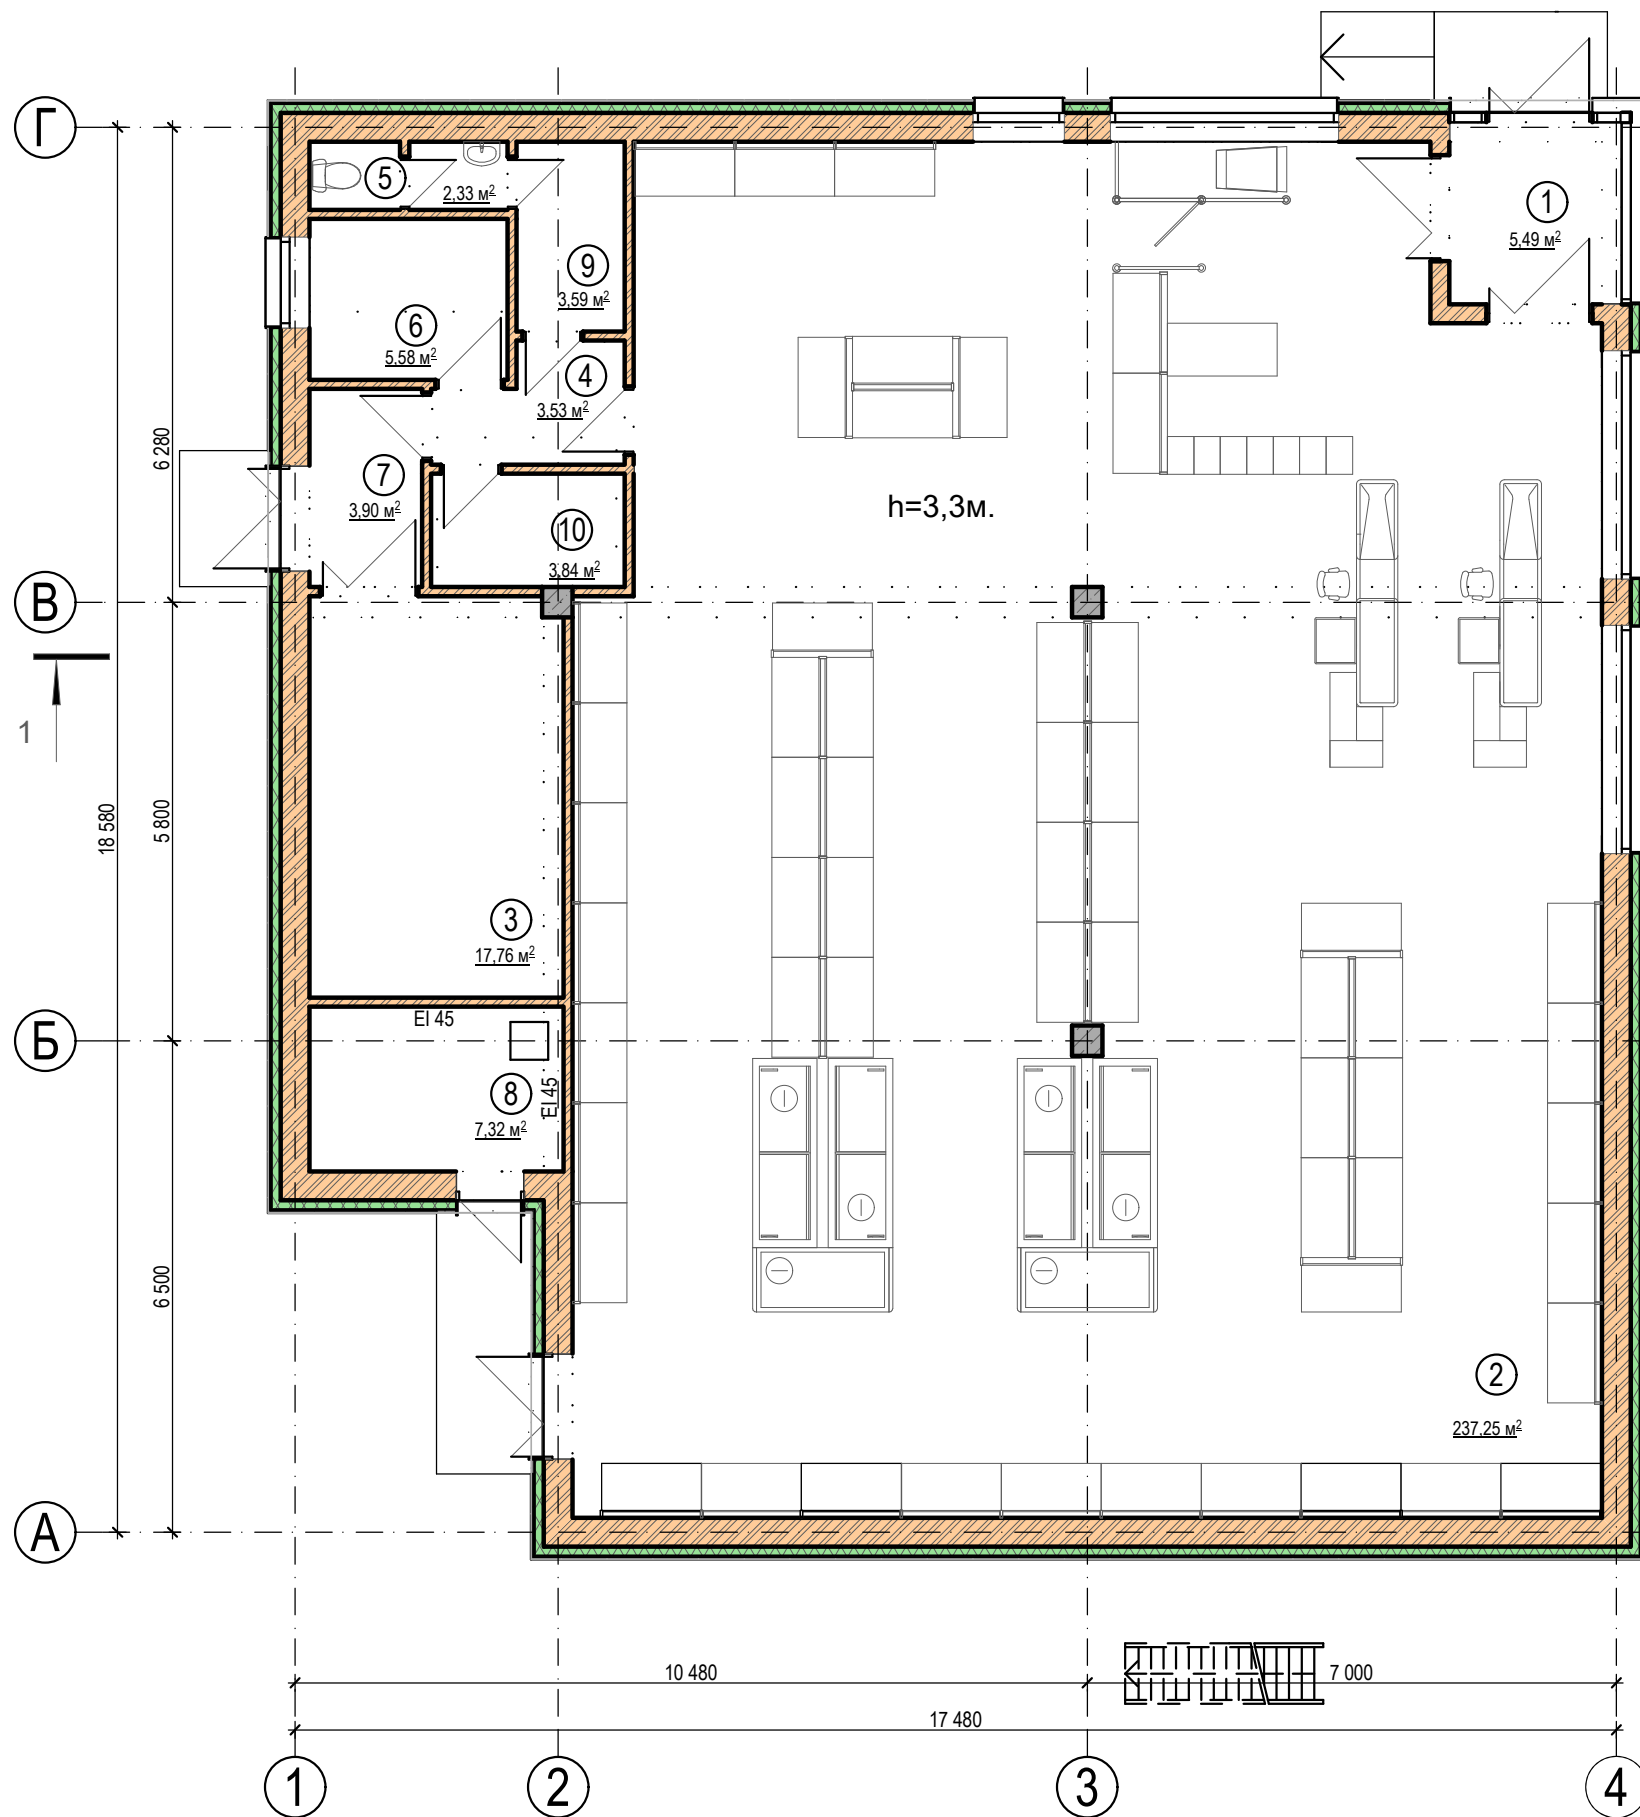 Г
5
2,33 м²
1
5,49 м²
9
3,59 м²
6
5,58 м²
4
3,53 м²
6 280
7
3,90 м²
h=3,3м.
10
3,84 м²
В
1
18 580
5 800
3
17,76 м²
EI 45
Б
8
7,32 м²
EI 45
6 500
2
237,25 м²
А
10 480
7 000
17 480
1
2
3
4